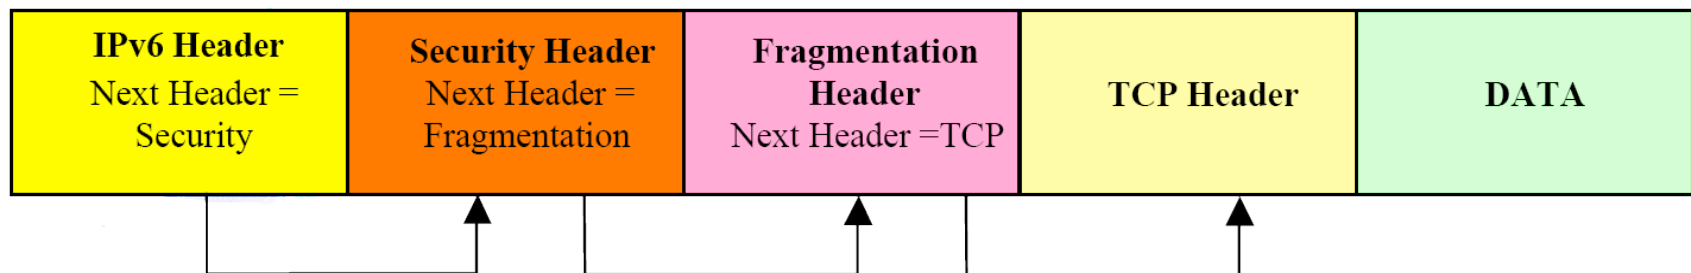 IPv6 Header
Next Header =
Security
Security Header
Next Header =
Fragmentation
Fragmentation
Header
Next Header =TCP
TCP Header
DATA